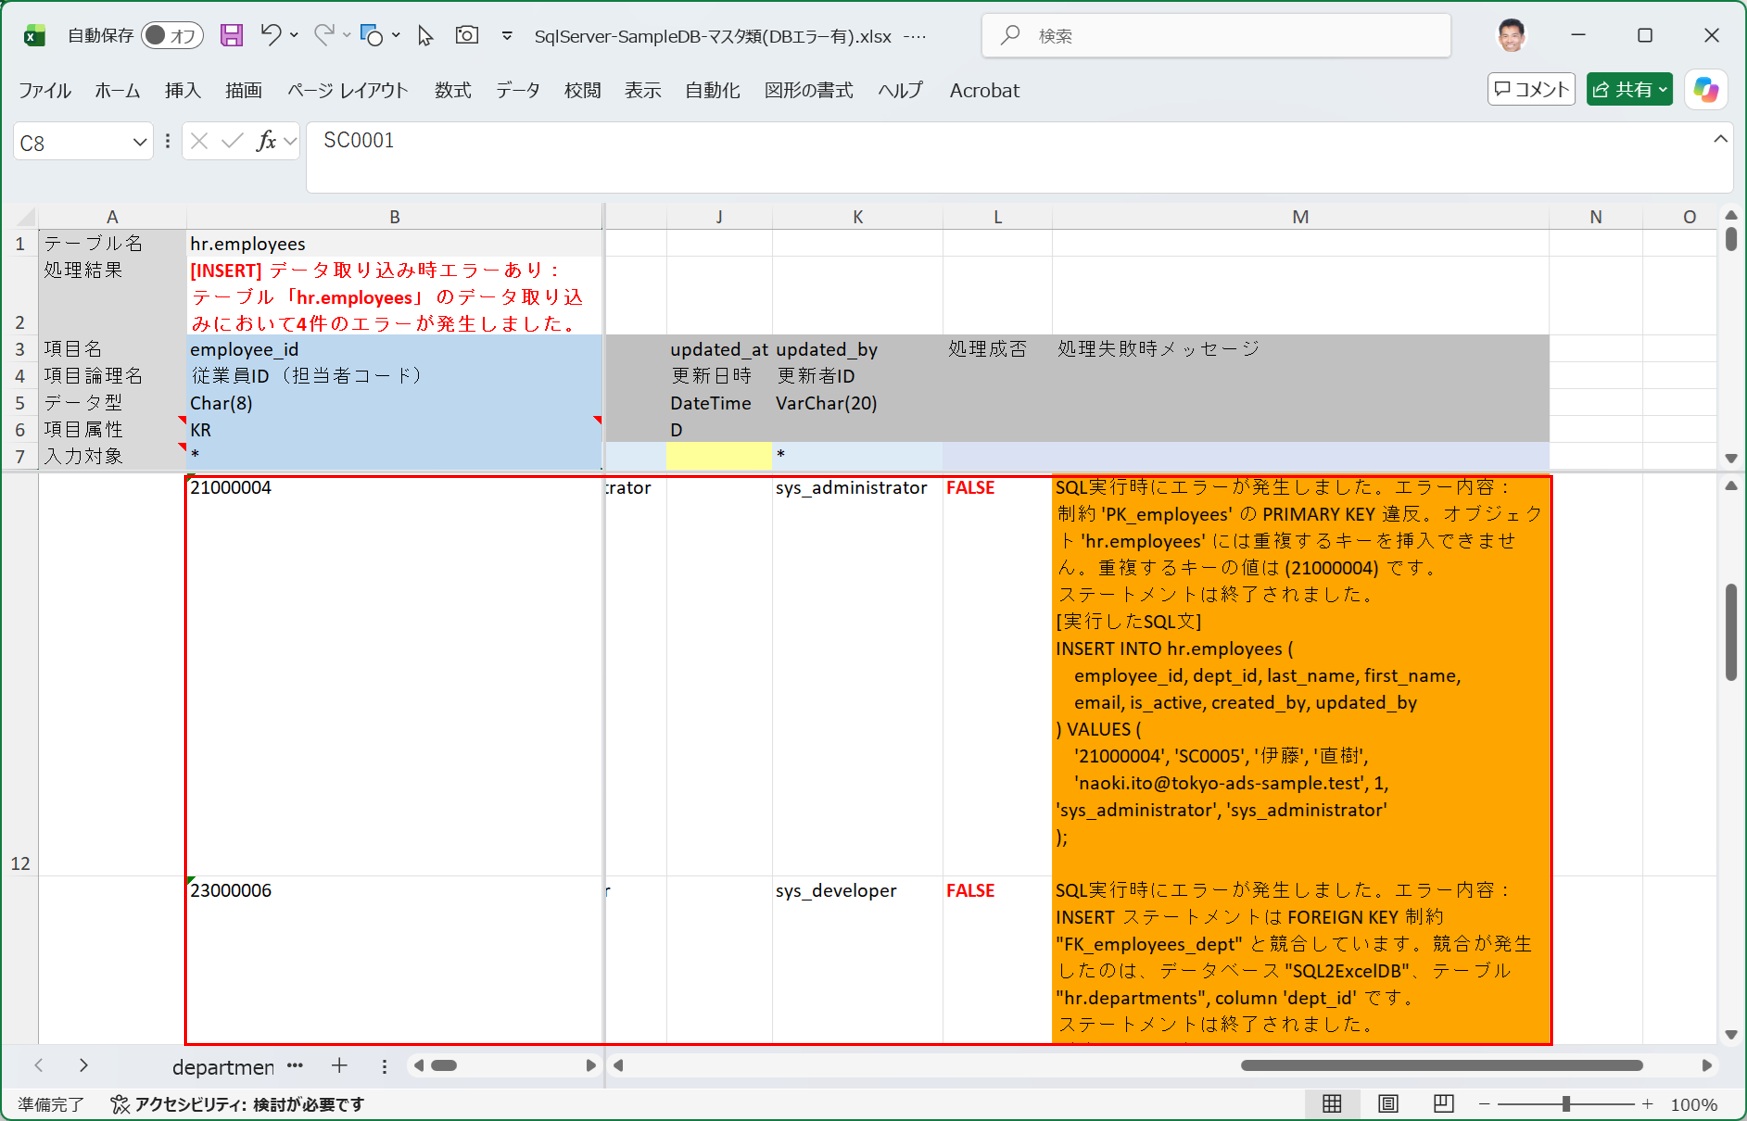 自動保存 オフ SqlServer-SampleDB-マスタ類(DBエラー有).xlsx -… 検索
ファイル ホーム 挿入 描画 ページ レイアウト 数式 データ 校閲 表示 自動化 図形の書式 ヘルプ Acrobat コメント 共有
C8 fx SC0001
A B J K L M N O
1 テーブル名 hr.employees
処理結果 [INSERT] データ取り込み時エラーあり：
テーブル「hr.employees」のデータ取り込
2 みにおいて4件のエラーが発生しました。
3 項目名 employee_id updated_at updated_by 処理成否 処理失敗時メッセージ
4 項目論理名 従業員ID（担当者コード） 更新日時 更新者ID
5 データ型 Char(8) DateTime VarChar(20)
6 項目属性 KR D
7 入力対象 * *
21000004 trator sys_administrator FALSE SQL実行時にエラーが発生しました。エラー内容：
制約 'PK_employees' の PRIMARY KEY 違反。オブジェク
ト 'hr.employees' には重複するキーを挿入できませ
ん。重複するキーの値は (21000004) です。
ステートメントは終了されました。
[実行したSQL文]
INSERT INTO hr.employees (
employee_id, dept_id, last_name, first_name,
email, is_active, created_by, updated_by
) VALUES (
'21000004', 'SC0005', '伊藤', '直樹',
'naoki.ito@tokyo-ads-sample.test', 1,
'sys_administrator', 'sys_administrator'
);
12
23000006 r sys_developer FALSE SQL実行時にエラーが発生しました。エラー内容：
INSERT ステートメントは FOREIGN KEY 制約
"FK_employees_dept" と競合しています。競合が発生
したのは、データベース "SQL2ExcelDB"、テーブル
"hr.departments", column 'dept_id' です。
ステートメントは終了されました。
departmen ••• +
準備完了 アクセシビリティ: 検討が必要です 100%